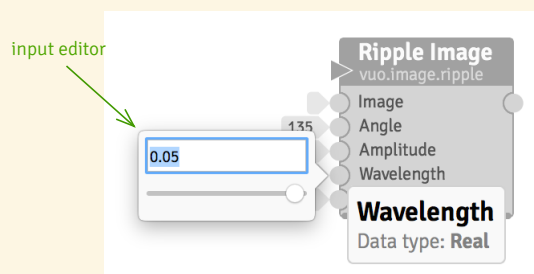 input editor
Ripple Image
vuo.image.ripple
Image
135
Angle
Amplitude
0.05
Wavelength
Wavelength
Data type: Real